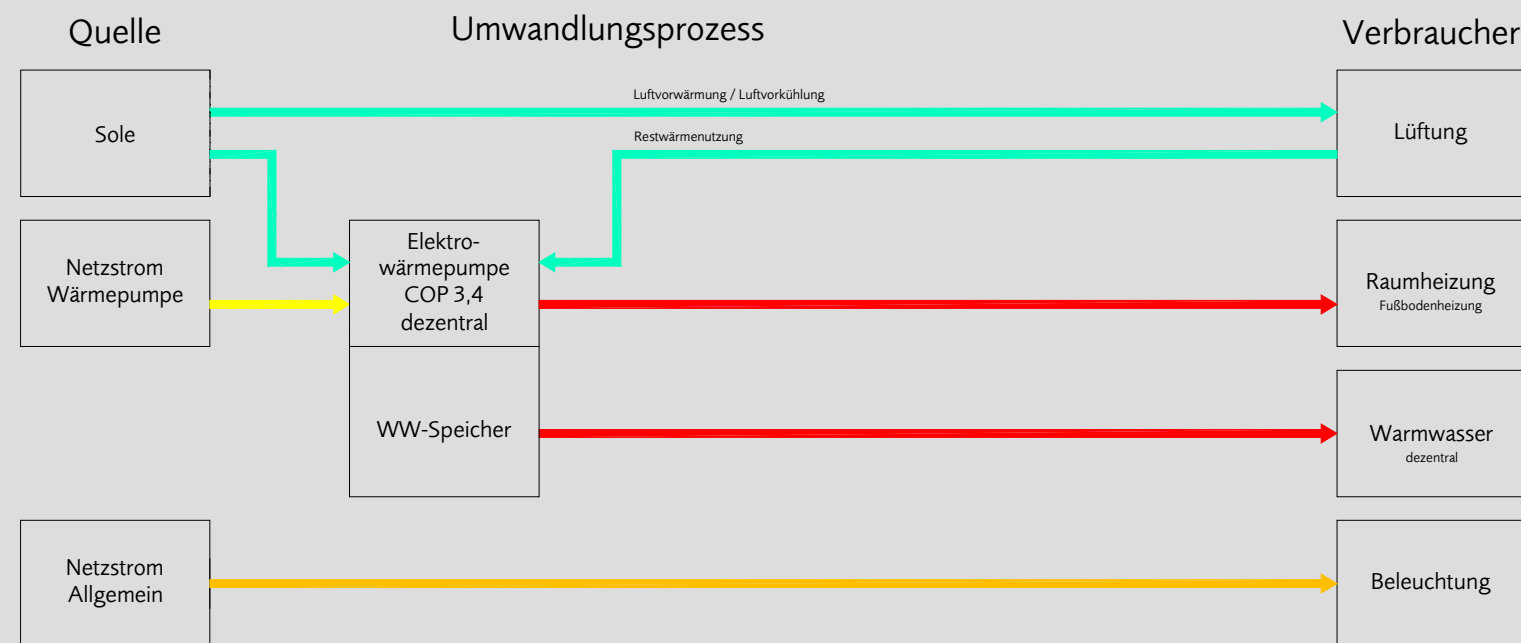 Quelle
Umwandlungsprozess
Verbraucher
Sole
Luftvorwärmung / Luftvorkühlung
Restwärmenutzung
Lüftung
Netzstrom
Wärmepumpe
Elektro-
wärmepumpe
COP 3,4
dezentral
Raumheizung
Fußbodenheizung
WW-Speicher
Warmwasser
dezentral
Netzstrom
Allgemein
Beleuchtung